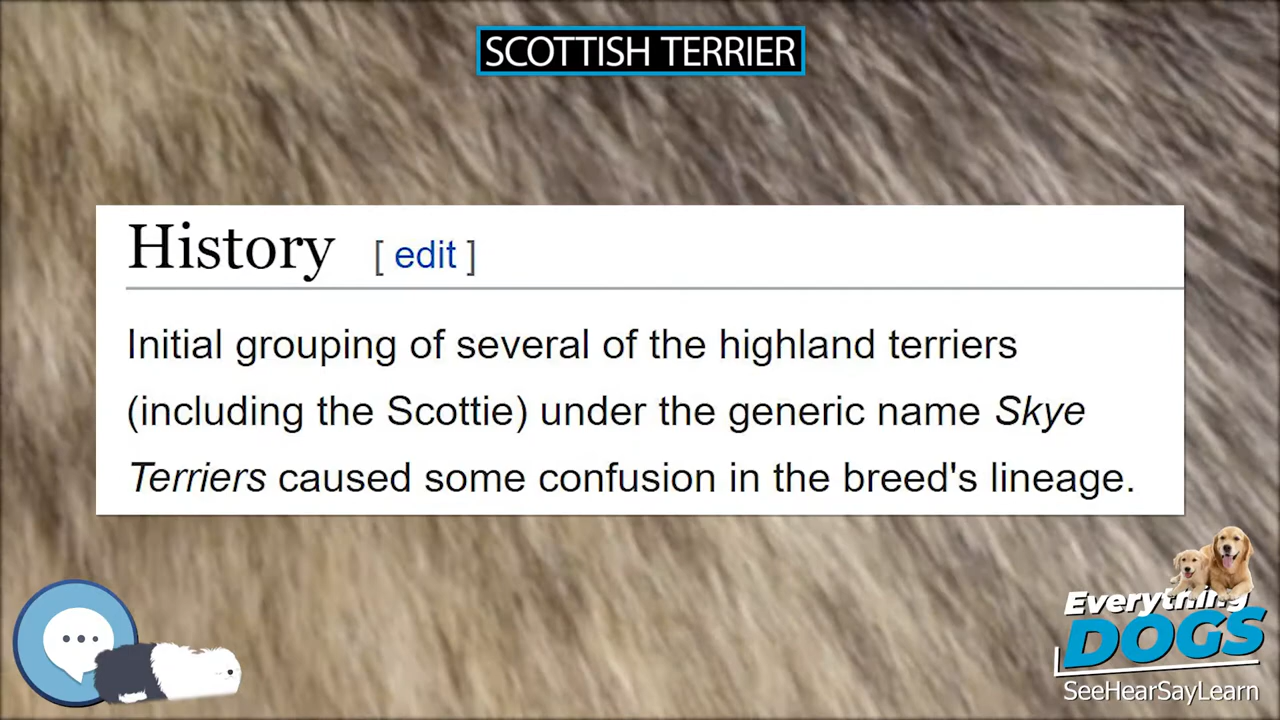 SCOTTISH TERRIER
History [ edit ]
Initial grouping of several of the highland terriers
(including the Scottie) under the generic name Skye
Terriers caused some confusion in the breed's lineage.
Everything
DOGS
SeeHearSayLearn